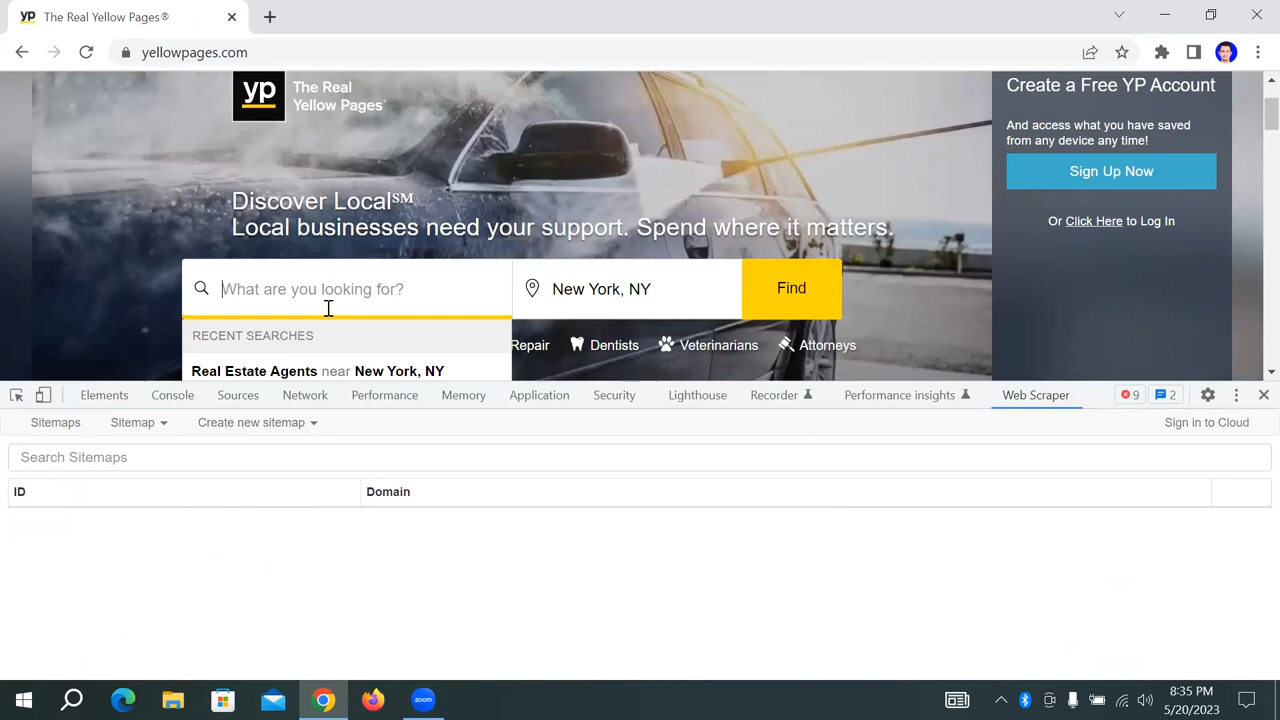 yp The Real Yellow Pages®
yellowpages.com
yp The Real
Yellow Pages®
Create a Free YP Account
And access what you have saved
from any device any time!
Sign Up Now
Or Click Here to Log In
Discover Local℠
Local businesses need your support. Spend where it matters.
What are you looking for?
New York, NY
Find
RECENT SEARCHES
Repair Dentists Veterinarians Attorneys
Real Estate Agents near New York, NY
Elements Console Sources Network Performance Memory Application Security Lighthouse Recorder Performance insights Web Scraper 9 2
Sitemaps Sitemap Create new sitemap Sign in to Cloud
Search Sitemaps
ID Domain
zoom
8:35 PM
5/20/2023